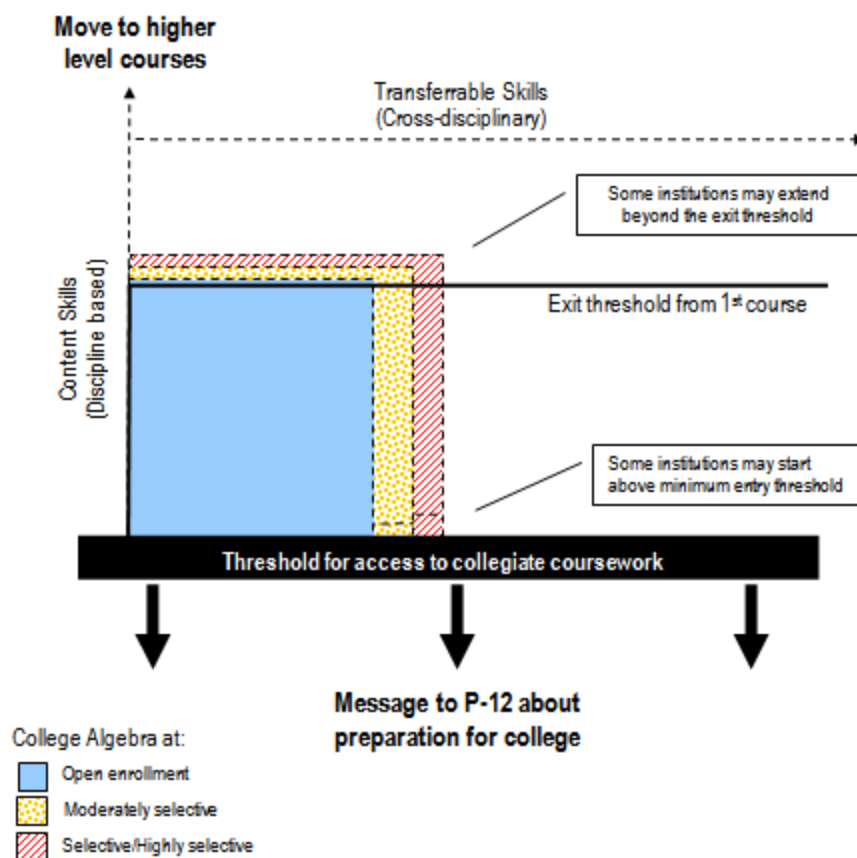 Move to higher
level courses
Transferrable Skills
(Cross-disciplinary)
Some institutions may extend
beyond the exit threshold
Content Skills
(Discipline based)
Exit threshold from 1st course
Some institutions may start
above minimum entry threshold
Threshold for access to collegiate coursework
Message to P-12 about
preparation for college
College Algebra at:
Open enrollment
Moderately selective
Selective/Highly selective